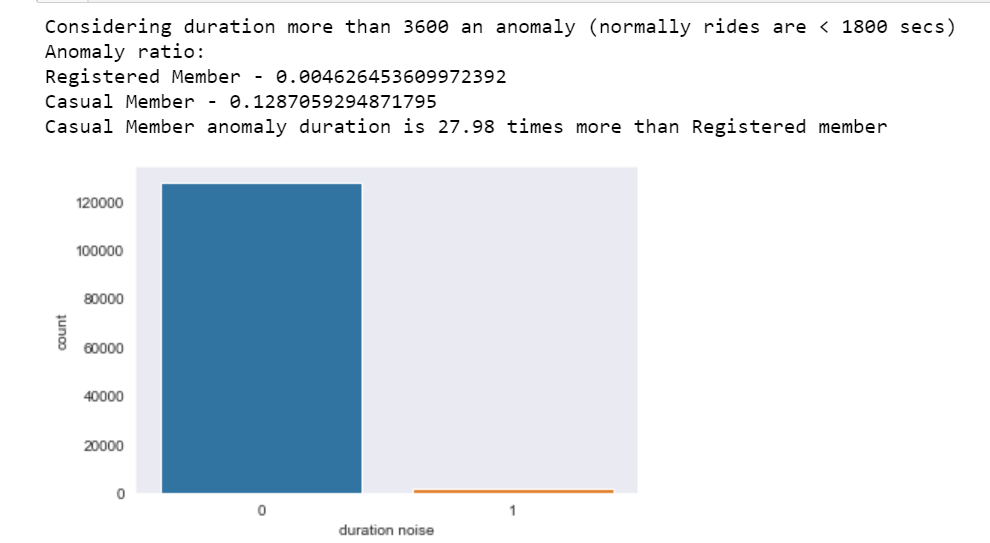 Considering duration more than 3600 an anomaly (normally rides are < 1800 secs)
Anomaly ratio:
Registered Member - 0.004626453609972392
Casual Member - 0.1287059294871795
Casual Member anomaly duration is 27.98 times more than Registered member
120000
100000
80000
60000
40000
20000
0
count
0 1
duration noise